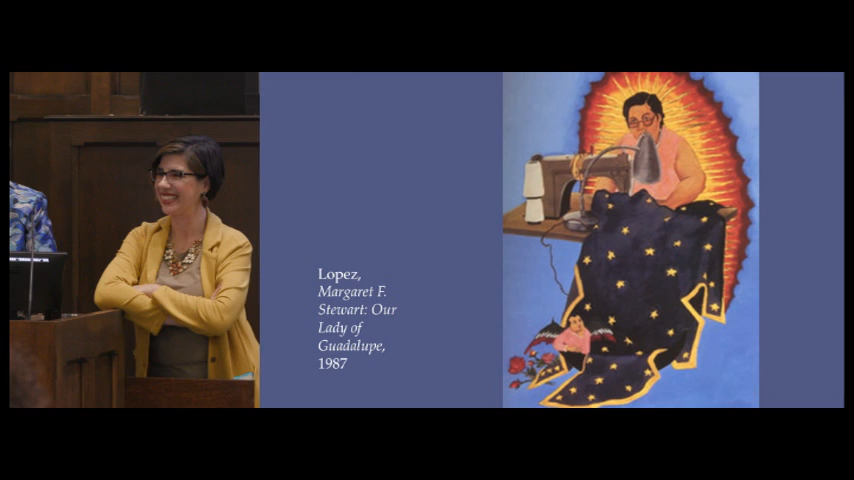 Lopez,
Margaret F.
Stewart: Our
Lady of
Guadalupe,
1987